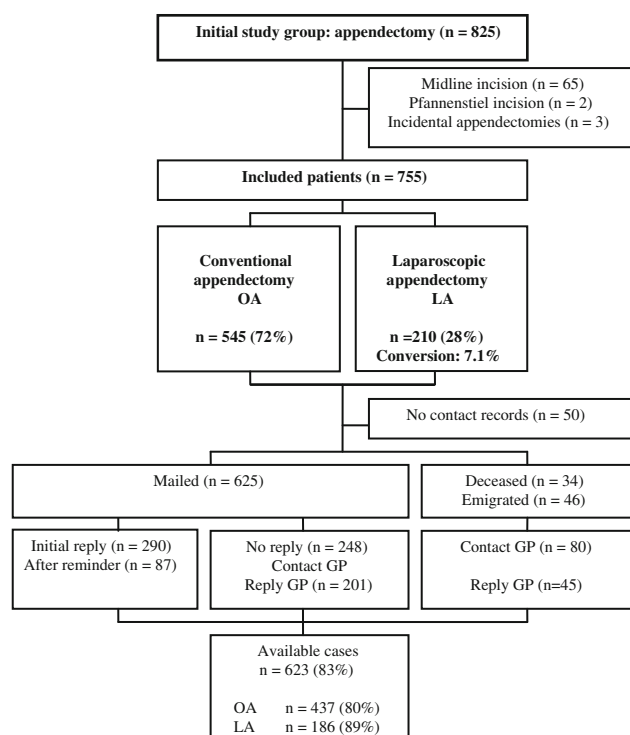 Initial study group: appendectomy (n = 825)
Midline incision (n = 65)
Pfannenstiel incision (n = 2)
Incidental appendectomies (n = 3)
Included patients (n = 755)
Conventional
appendectomy
OA
n = 545 (72%)
Laparoscopic
appendectomy
LA
n =210 (28%)
Conversion: 7.1%
No contact records (n = 50)
Mailed (n = 625)
Deceased (n = 34)
Emigrated (n = 46)
Initial reply (n = 290)
After reminder (n = 87)
No reply (n = 248)
Contact GP
Reply GP (n = 201)
Contact GP (n = 80)
Reply GP (n=45)
Available cases
n = 623 (83%)
OA n = 437 (80%)
LA n = 186 (89%)